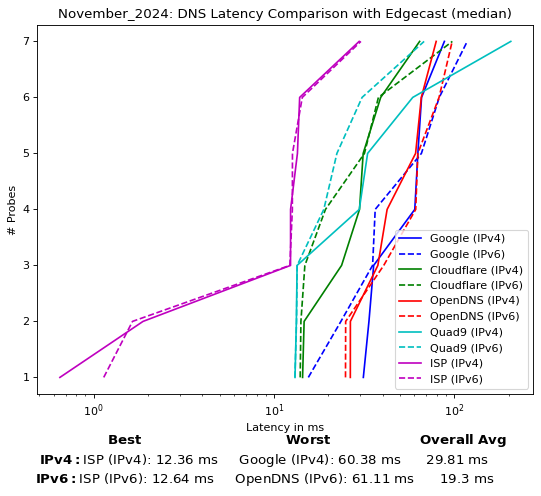 November_2024: DNS Latency Comparison with Edgecast (median)
7
6
5
4
3
2
1
# Probes
Google (IPv4)
Google (IPv6)
Cloudflare (IPv4)
Cloudflare (IPv6)
OpenDNS (IPv4)
OpenDNS (IPv6)
Quad9 (IPv4)
Quad9 (IPv6)
ISP (IPv4)
ISP (IPv6)
10⁰ 10¹ 10²
Latency in ms
Best Worst Overall Avg
IPv4: ISP (IPv4): 12.36 ms Google (IPv4): 60.38 ms 29.81 ms
IPv6: ISP (IPv6): 12.64 ms OpenDNS (IPv6): 61.11 ms 19.3 ms